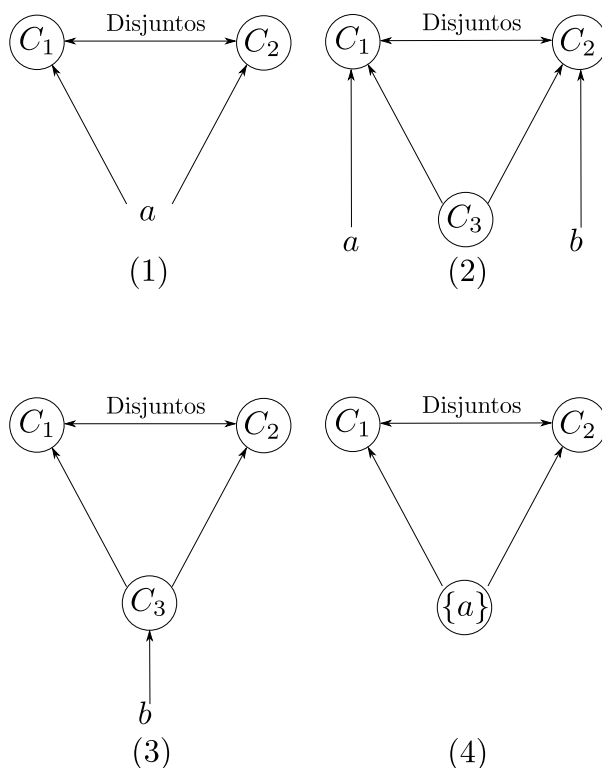 Disjuntos
C₁ C₂
a
(1)
Disjuntos
C₁ C₂
C₃
a b
(2)
Disjuntos
C₁ C₂
C₃
b
(3)
Disjuntos
C₁ C₂
{a}
(4)